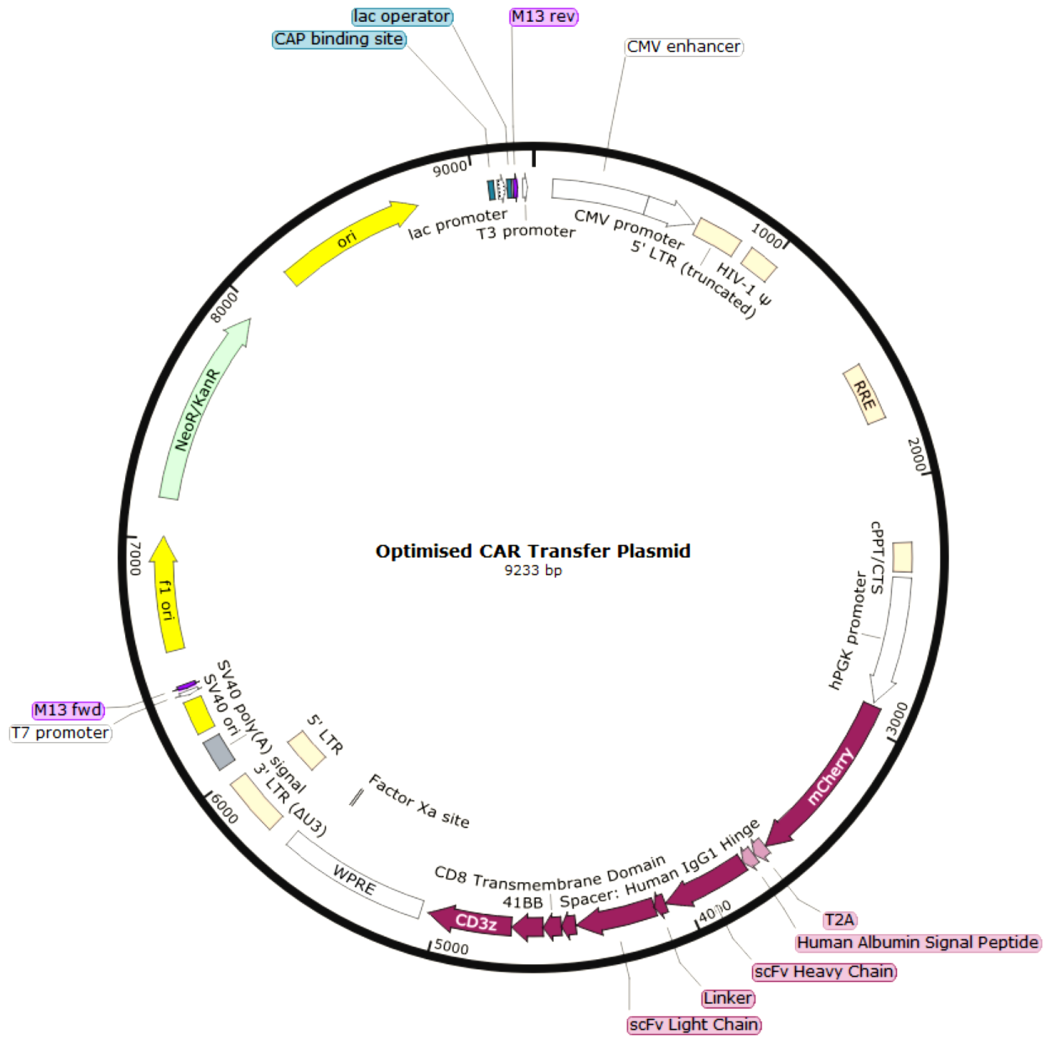 lac operator
M13 rev
CAP binding site
CMV enhancer
9000
lac promoter
T3 promoter
CMV promoter
5' LTR (truncated)
1000
HIV-1 ψ
ori
8000
RRE
NeoR/KanR
2000
cPPT/CTS
Optimised CAR Transfer Plasmid
9233 bp
7000
f1 ori
hPGK promoter
M13 fwd
T7 promoter
SV40 poly(A) signal
SV40 ori
3' LTR (ΔU3)
5' LTR
3000
mCherry
6000
Factor Xa site
WPRE
CD8 Transmembrane Domain
41BB
Spacer: Human IgG1 Hinge
CD3z
5000
4000
T2A
Human Albumin Signal Peptide
scFv Heavy Chain
Linker
scFv Light Chain